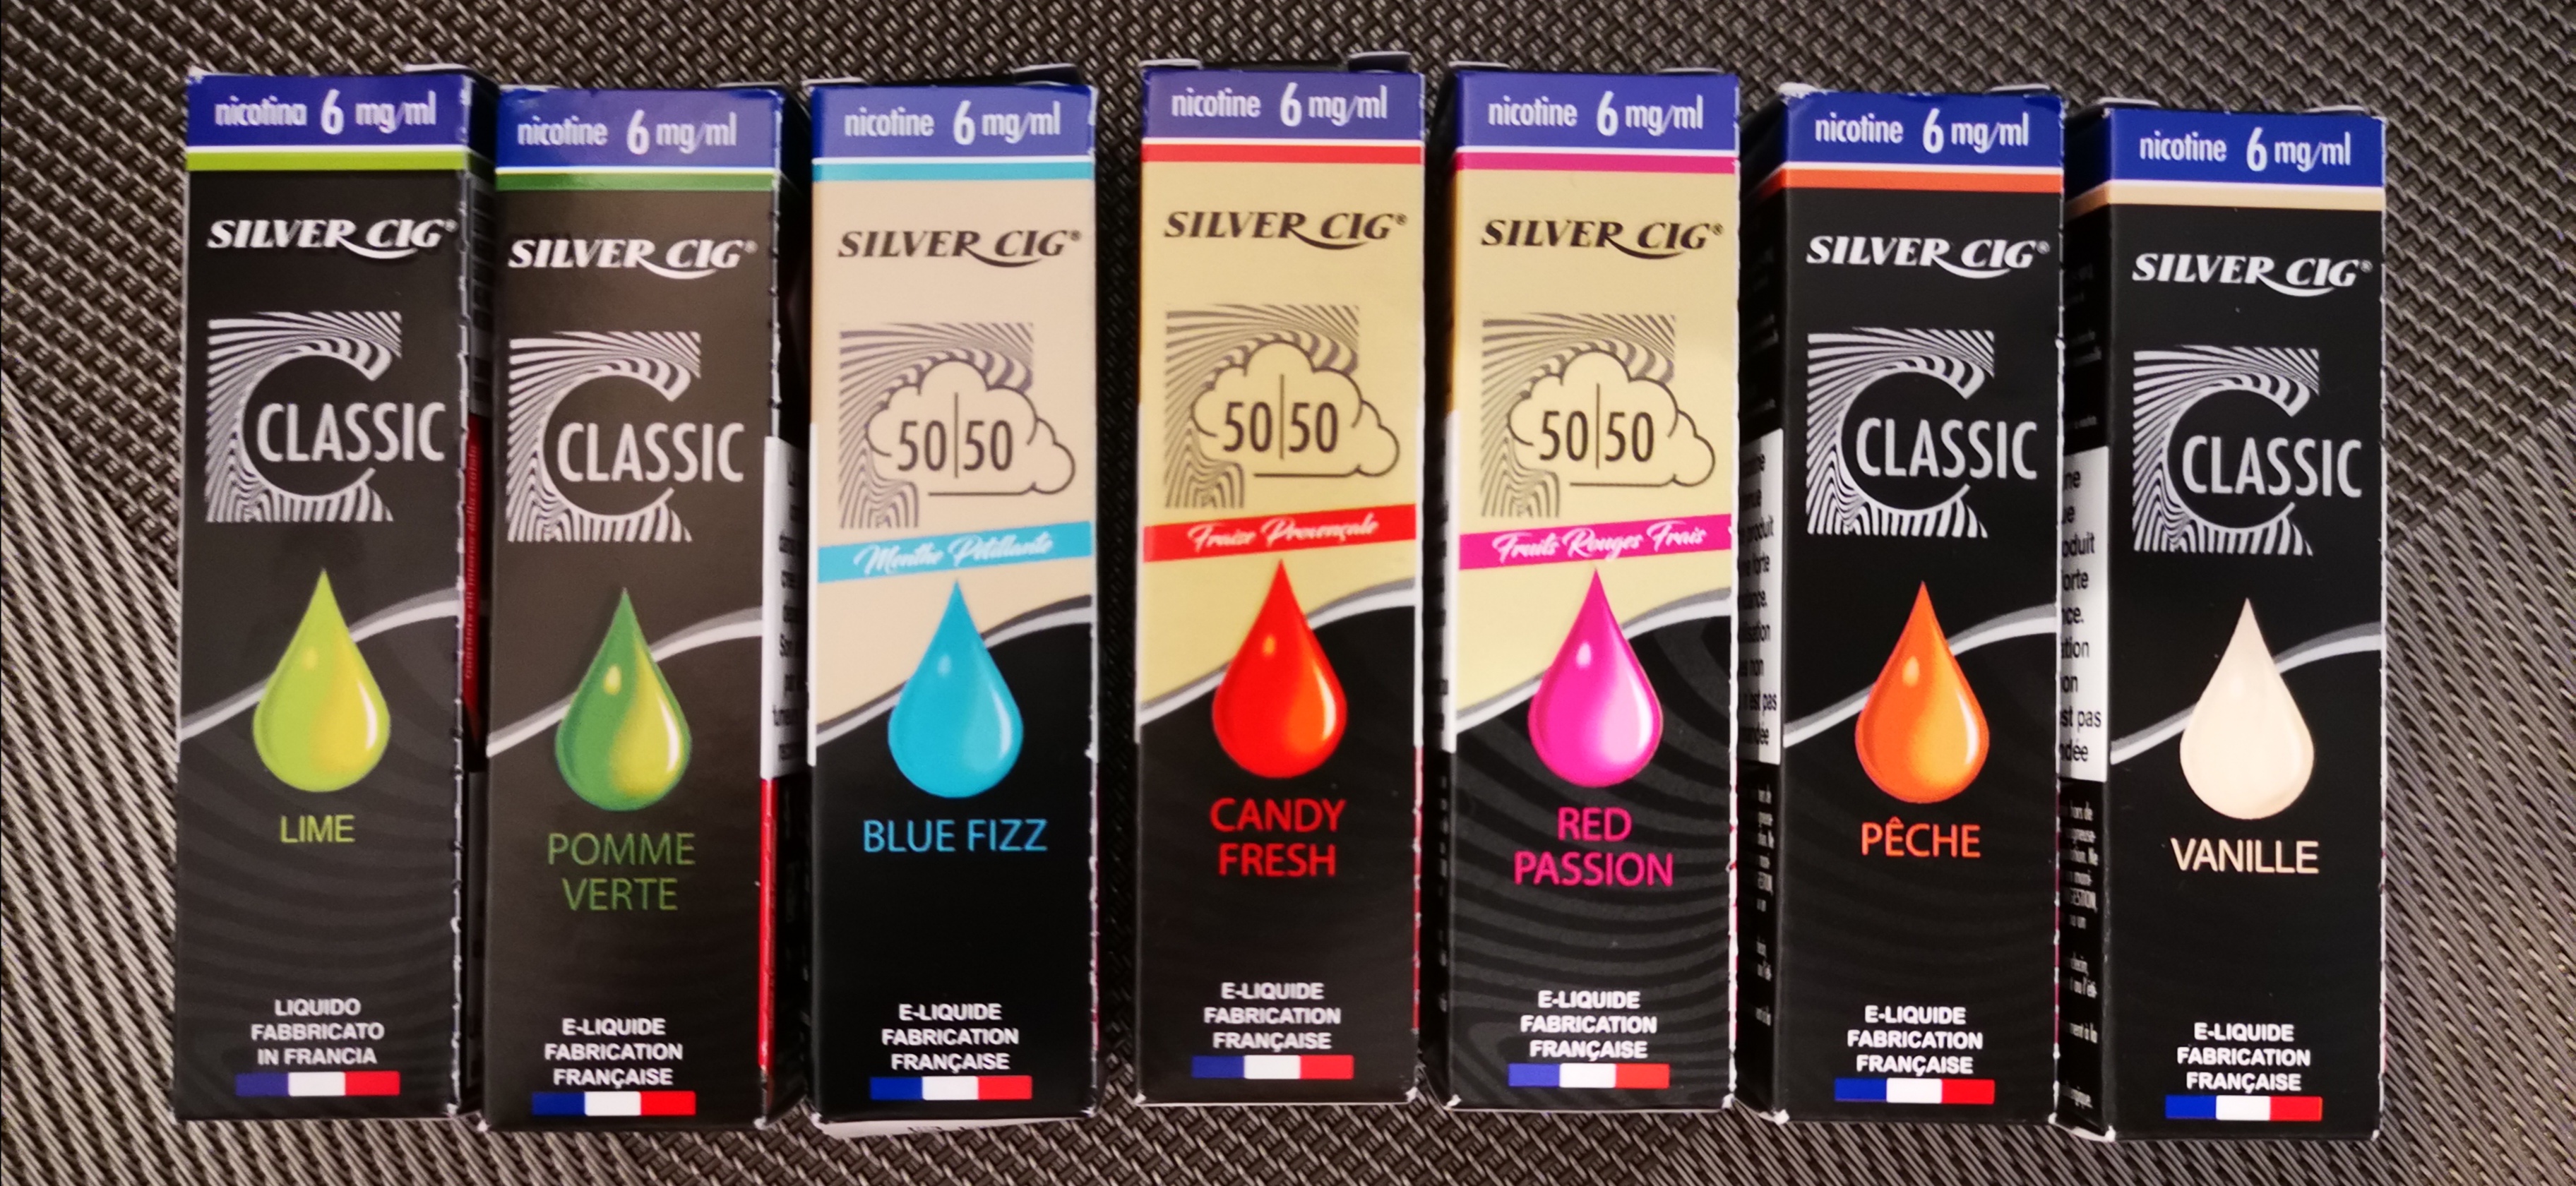 nicotina 6 mg/ml
SILVER CIG®
CLASSIC
LIME
LIQUIDO
FABBRICATO
IN FRANCIA
nicotine 6 mg/ml
SILVER CIG®
CLASSIC
POMME
VERTE
E-LIQUIDE
FABRICATION
FRANÇAISE
nicotine 6 mg/ml
SILVER CIG®
50|50
Menthe Pétillante
BLUE FIZZ
E-LIQUIDE
FABRICATION
FRANÇAISE
nicotine 6 mg/ml
SILVER CIG®
50|50
Fraise Provençale
CANDY
FRESH
E-LIQUIDE
FABRICATION
FRANÇAISE
nicotine 6 mg/ml
SILVER CIG®
50|50
Fruits Rouges Frais
RED
PASSION
E-LIQUIDE
FABRICATION
FRANÇAISE
nicotine 6 mg/ml
SILVER CIG®
CLASSIC
PÊCHE
E-LIQUIDE
FABRICATION
FRANÇAISE
nicotine 6 mg/ml
SILVER CIG®
CLASSIC
VANILLE
E-LIQUIDE
FABRICATION
FRANÇAISE